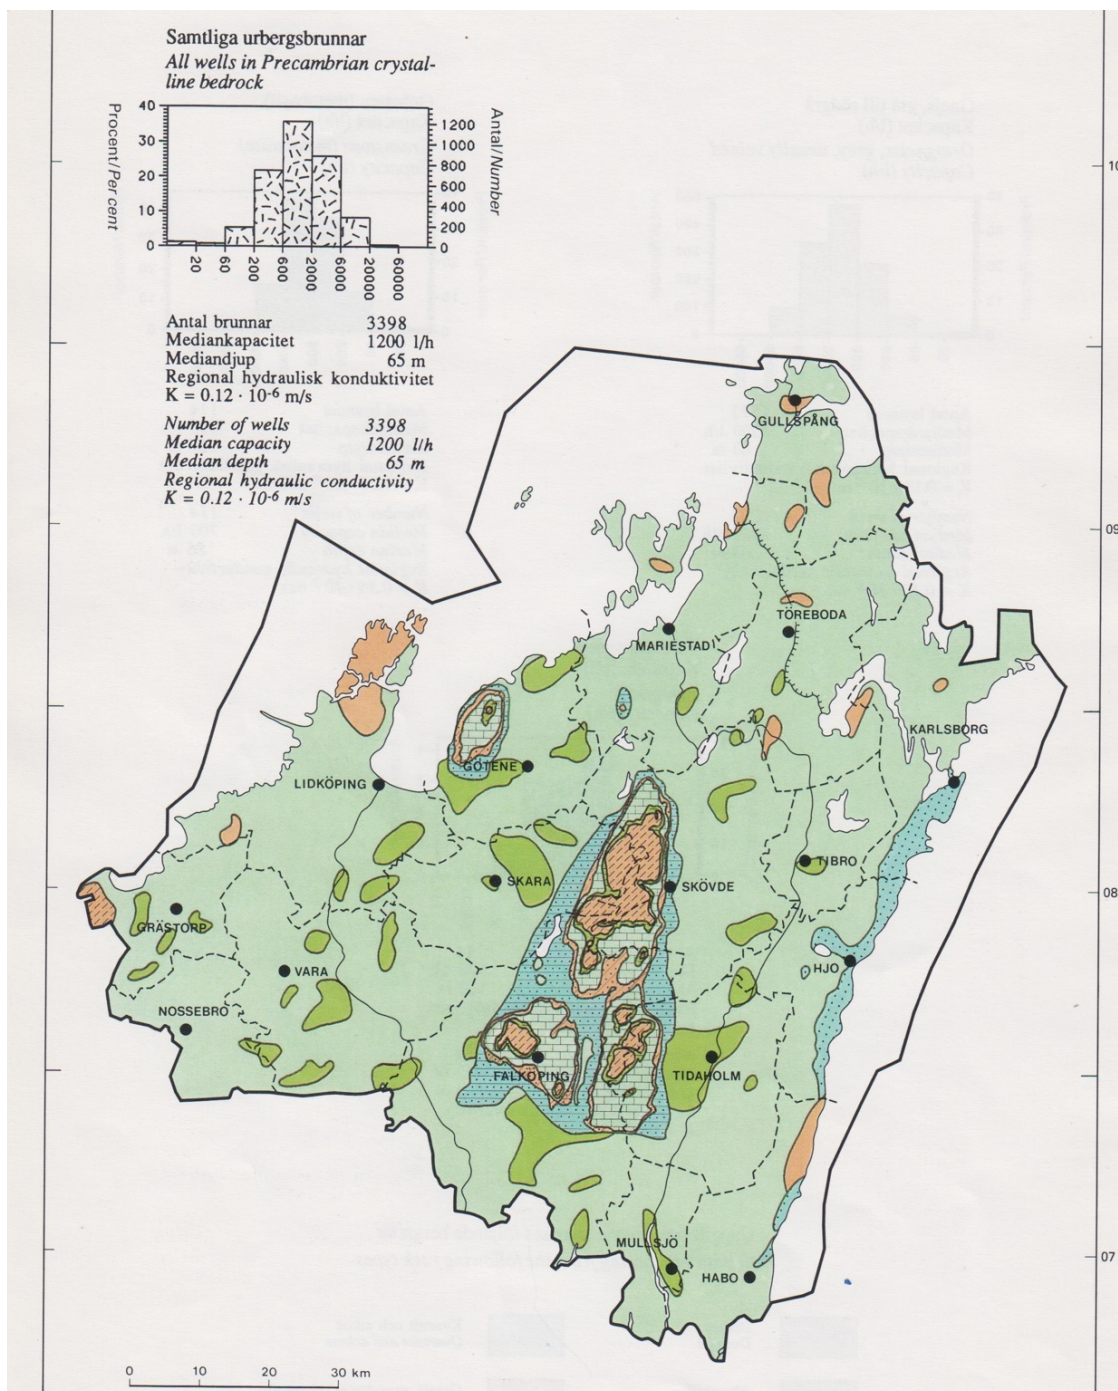 Samtliga urbergsbrunnar
All wells in Precambrian crystal-
line bedrock
Procent/Per cent
Antal/Number
40
30
20
10
0
1200
1000
800
600
400
200
0
20
60
200
600
2000
6000
20000
60000
Antal brunnar 3398
Mediankapacitet 1200 l/h
Mediandjup 65 m
Regional hydraulisk konduktivitet
K = 0.12 · 10-6 m/s
Number of wells 3398
Median capacity 1200 l/h
Median depth 65 m
Regional hydraulic conductivity
K = 0.12 · 10-6 m/s
10
GULLSPÅNG
09
TÖREBODA
MARIESTAD
KARLSBORG
GÖTENE
LIDKÖPING
TIBRO
SKARA
SKÖVDE
08
GRÄSTORP
HJO
VARA
NOSSEBRO
FALKÖPING
TIDAHOLM
MULLSJÖ
07
HABO
0 10 20 30 km